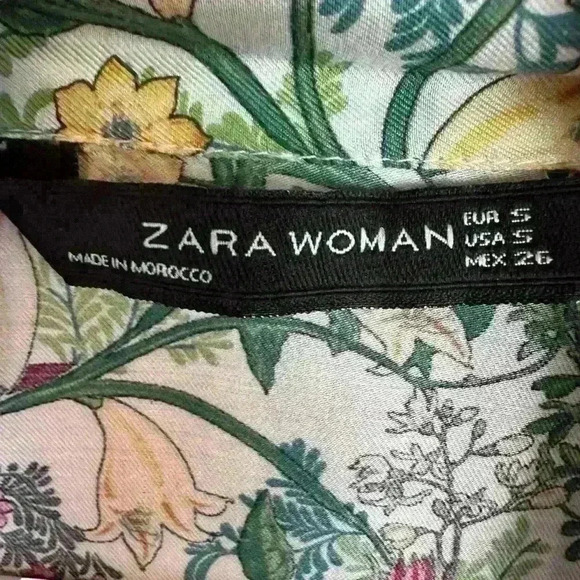 ZARA WOMAN
MADE IN MOROCCO
EUR S
USA S
MEX 26